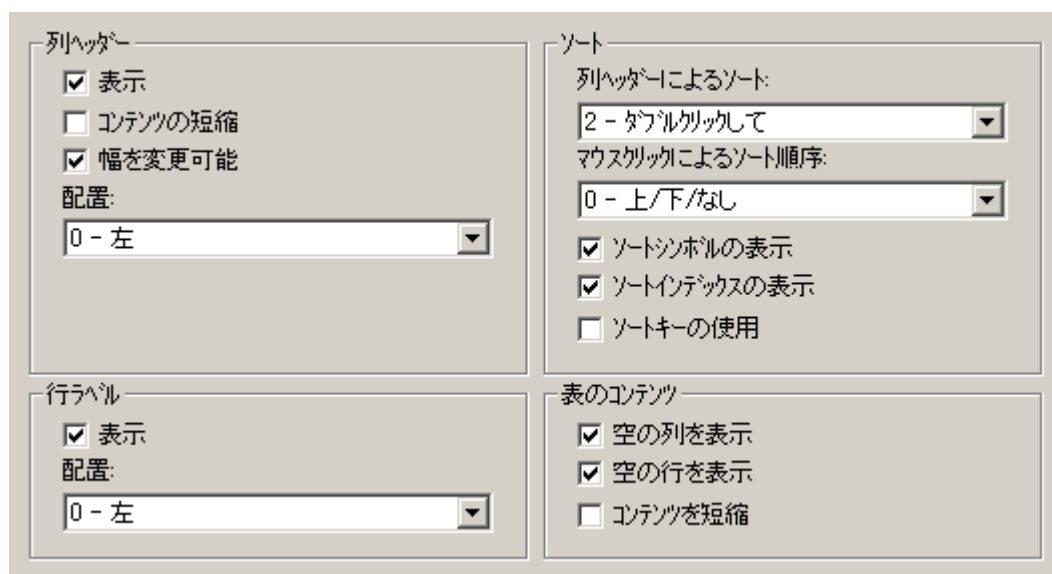 列ヘッダー
表示
コンテンツの短縮
幅を変更可能
配置:
0 - 左
ソート
列ヘッダーによるソート:
2 - ダブルクリックして
マウスクリックによるソート順序:
0 - 上/下/なし
ソートシンボルの表示
ソートインデックスの表示
ソートキーの使用
行ラベル
表示
配置:
0 - 左
表のコンテンツ
空の列を表示
空の行を表示
コンテンツを短縮